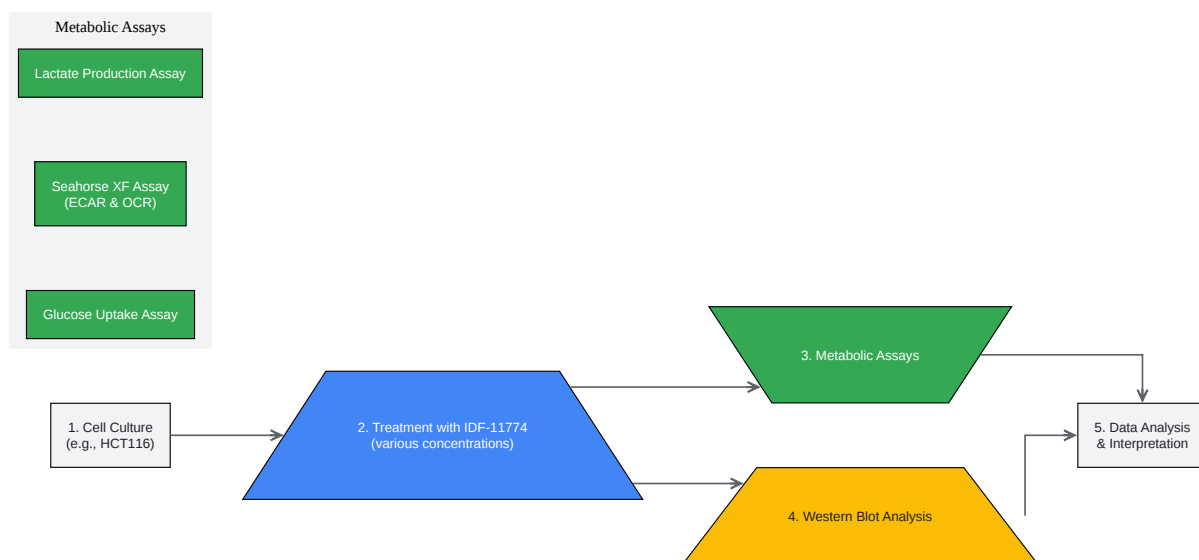 Metabolic Assays
Lactate Production Assay
Seahorse XF Assay
(ECAR & OCR)
Glucose Uptake Assay
1. Cell Culture
(e.g., HCT116)
2. Treatment with IDF-11774
(various concentrations)
3. Metabolic Assays
4. Western Blot Analysis
5. Data Analysis
& Interpretation